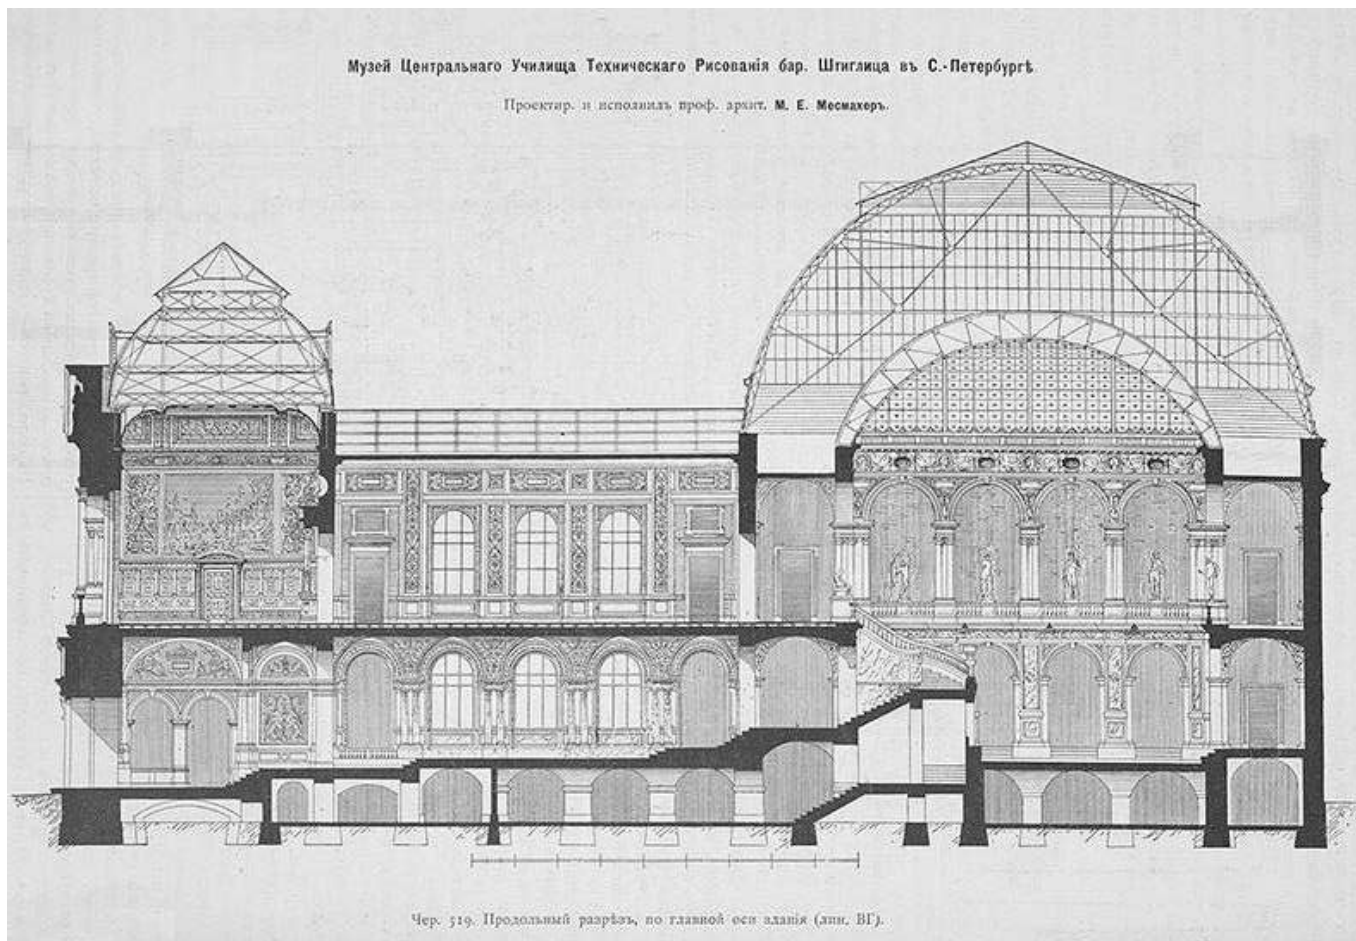 Музей Центральнаго Училища Техническаго Рисованія бар. Штиглица въ С.-Петербургѣ
Проектир. и исполнилъ проф. архит. М. Е. Месмахеръ.
Чер. 519. Продольный разрѣзъ, по главной оси зданія (лин. ВГ).